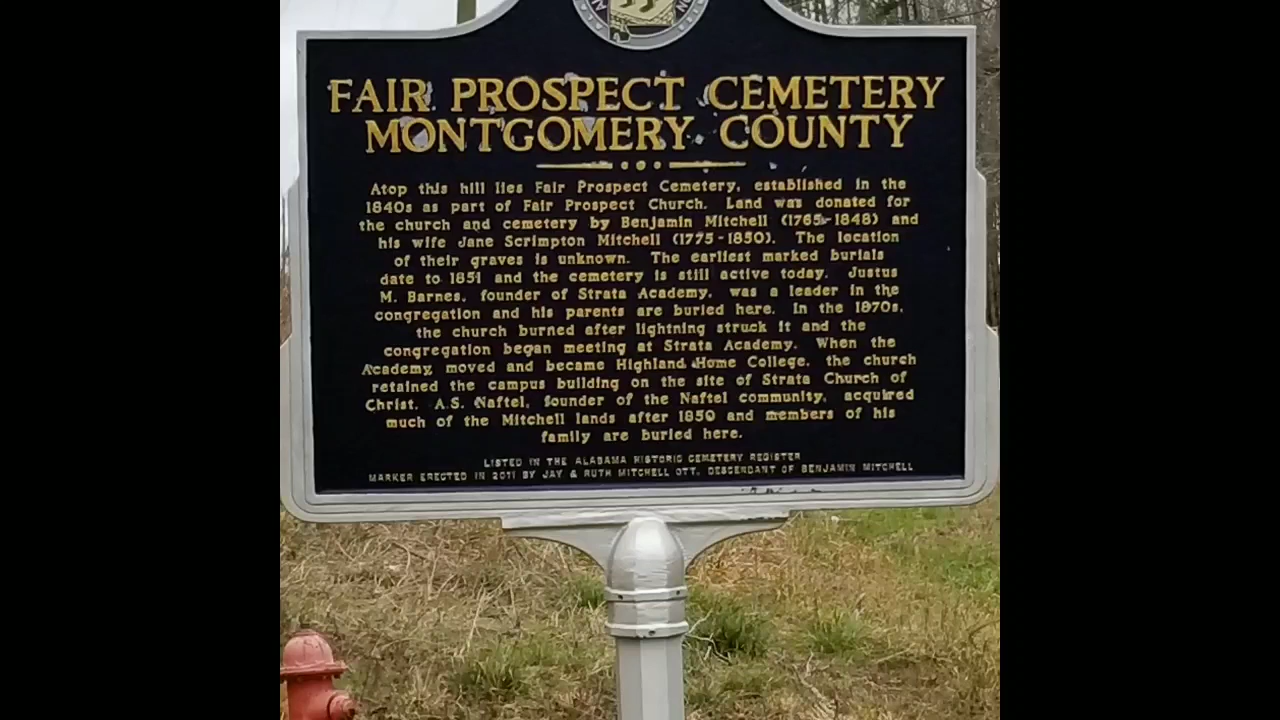 FAIR PROSPECT CEMETERY
MONTGOMERY COUNTY
Atop this hill lies Fair Prospect Cemetery, established in the
1840s as part of Fair Prospect Church. Land was donated for
the church and cemetery by Benjamin Mitchell (1765-1848) and
his wife Jane Scrimpton Mitchell (1775-1850). The location
of their graves is unknown. The earliest marked burials
date to 1851 and the cemetery is still active today. Justus
M. Barnes, founder of Strata Academy, was a leader in the
congregation and his parents are buried here. In the 1870s,
the church burned after lightning struck it and the
congregation began meeting at Strata Academy. When the
Academy moved and became Highland Home College, the church
retained the campus building on the site of Strata Church of
Christ. A.S. Naftel, founder of the Naftel community, acquired
much of the Mitchell lands after 1850 and members of his
family are buried here.
LISTED IN THE ALABAMA HISTORIC CEMETERY REGISTER
MARKER ERECTED IN 2011 BY JAY & RUTH MITCHELL OTT, DESCENDANT OF BENJAMIN MITCHELL